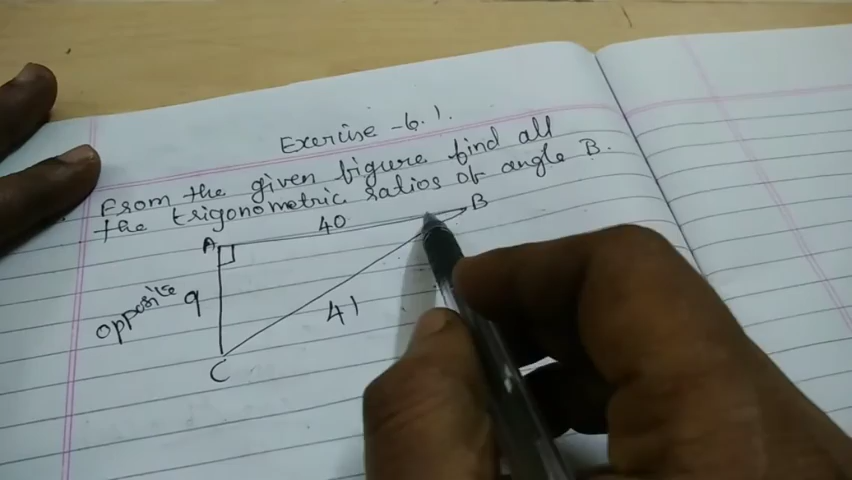 Exercise -6.1.
From the given figure find all
the trigonometric ratios of angle B.
A
40
B
opposite
9
41
C